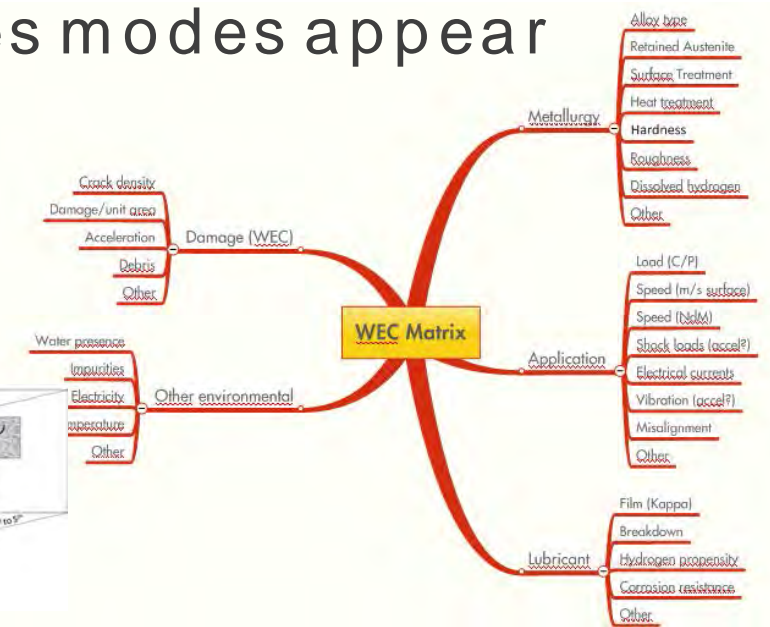 es modes appear
WEC Matrix
Metallurgy
Alloy type
Retained Austenite
Surface Treatment
Heat treatment
Hardness
Roughness
Dissolved hydrogen
Other
Application
Load (C/P)
Speed (m/s surface)
Speed (NdM)
Shock loads (accel?)
Electrical currents
Vibration (accel?)
Misalignment
Other
Lubricant
Film (Kappa)
Breakdown
Hydrogen propensity
Corrosion resistance
Other
Damage (WEC)
Crack density
Damage/unit area
Acceleration
Debris
Other
Other environmental
Water presence
Impurities
Electricity
mperature
Other